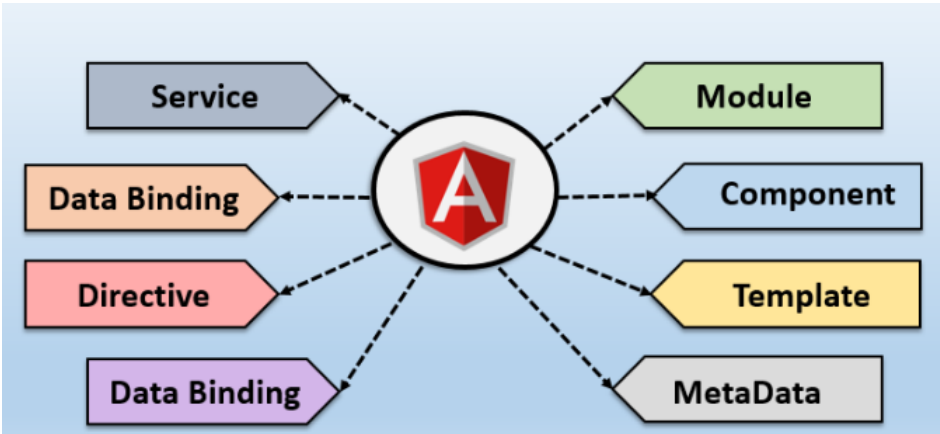 Service
Module
Data Binding
Component
Directive
Template
Data Binding
MetaData
A